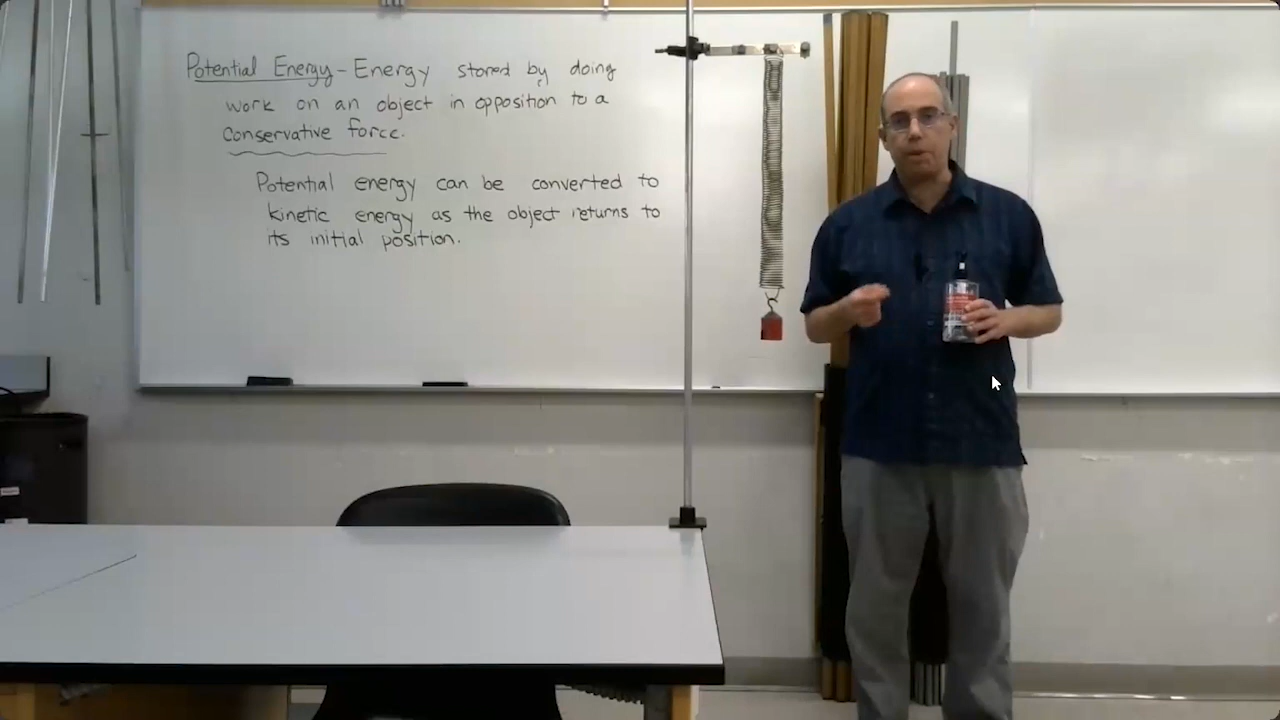 Potential Energy - Energy stored by doing
work on an object in opposition to a
conservative force.
Potential energy can be converted to
kinetic energy as the object returns to
its initial position.